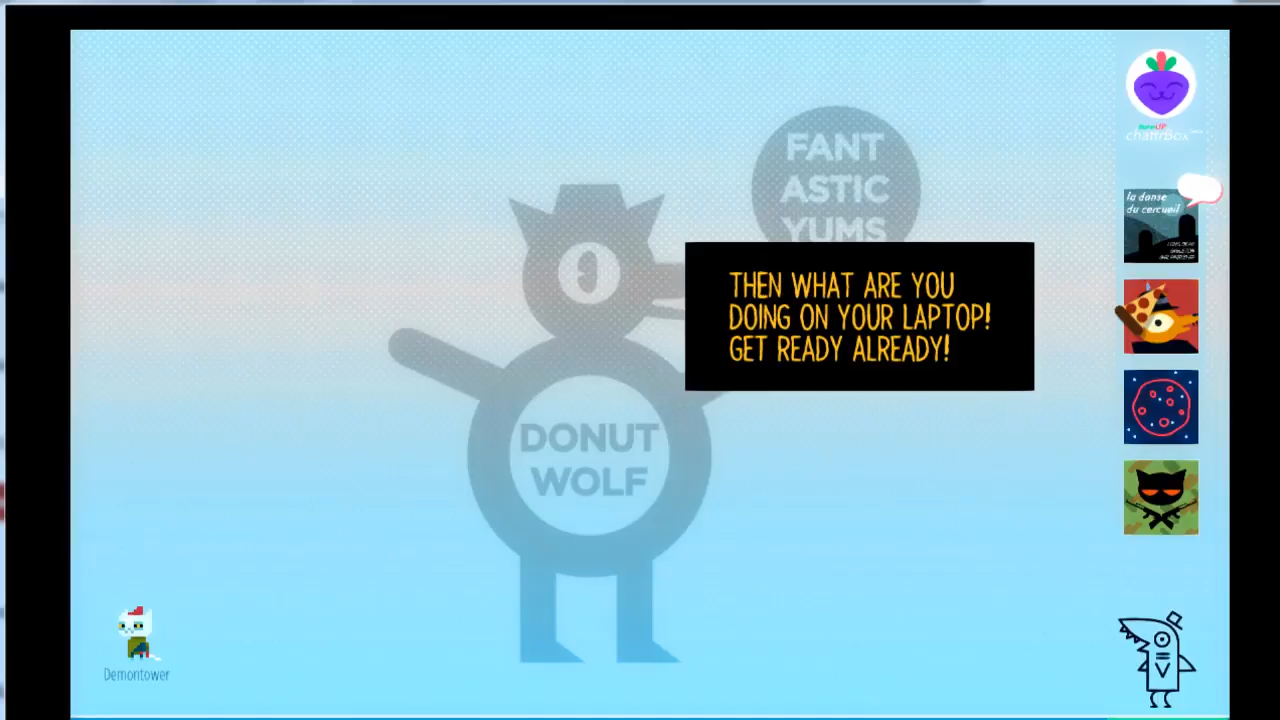 FANT
ASTIC
YUMS
chattrBox
la danse
du cercueil
THEN WHAT ARE YOU
DOING ON YOUR LAPTOP!
GET READY ALREADY!
DONUT
WOLF
Demontower